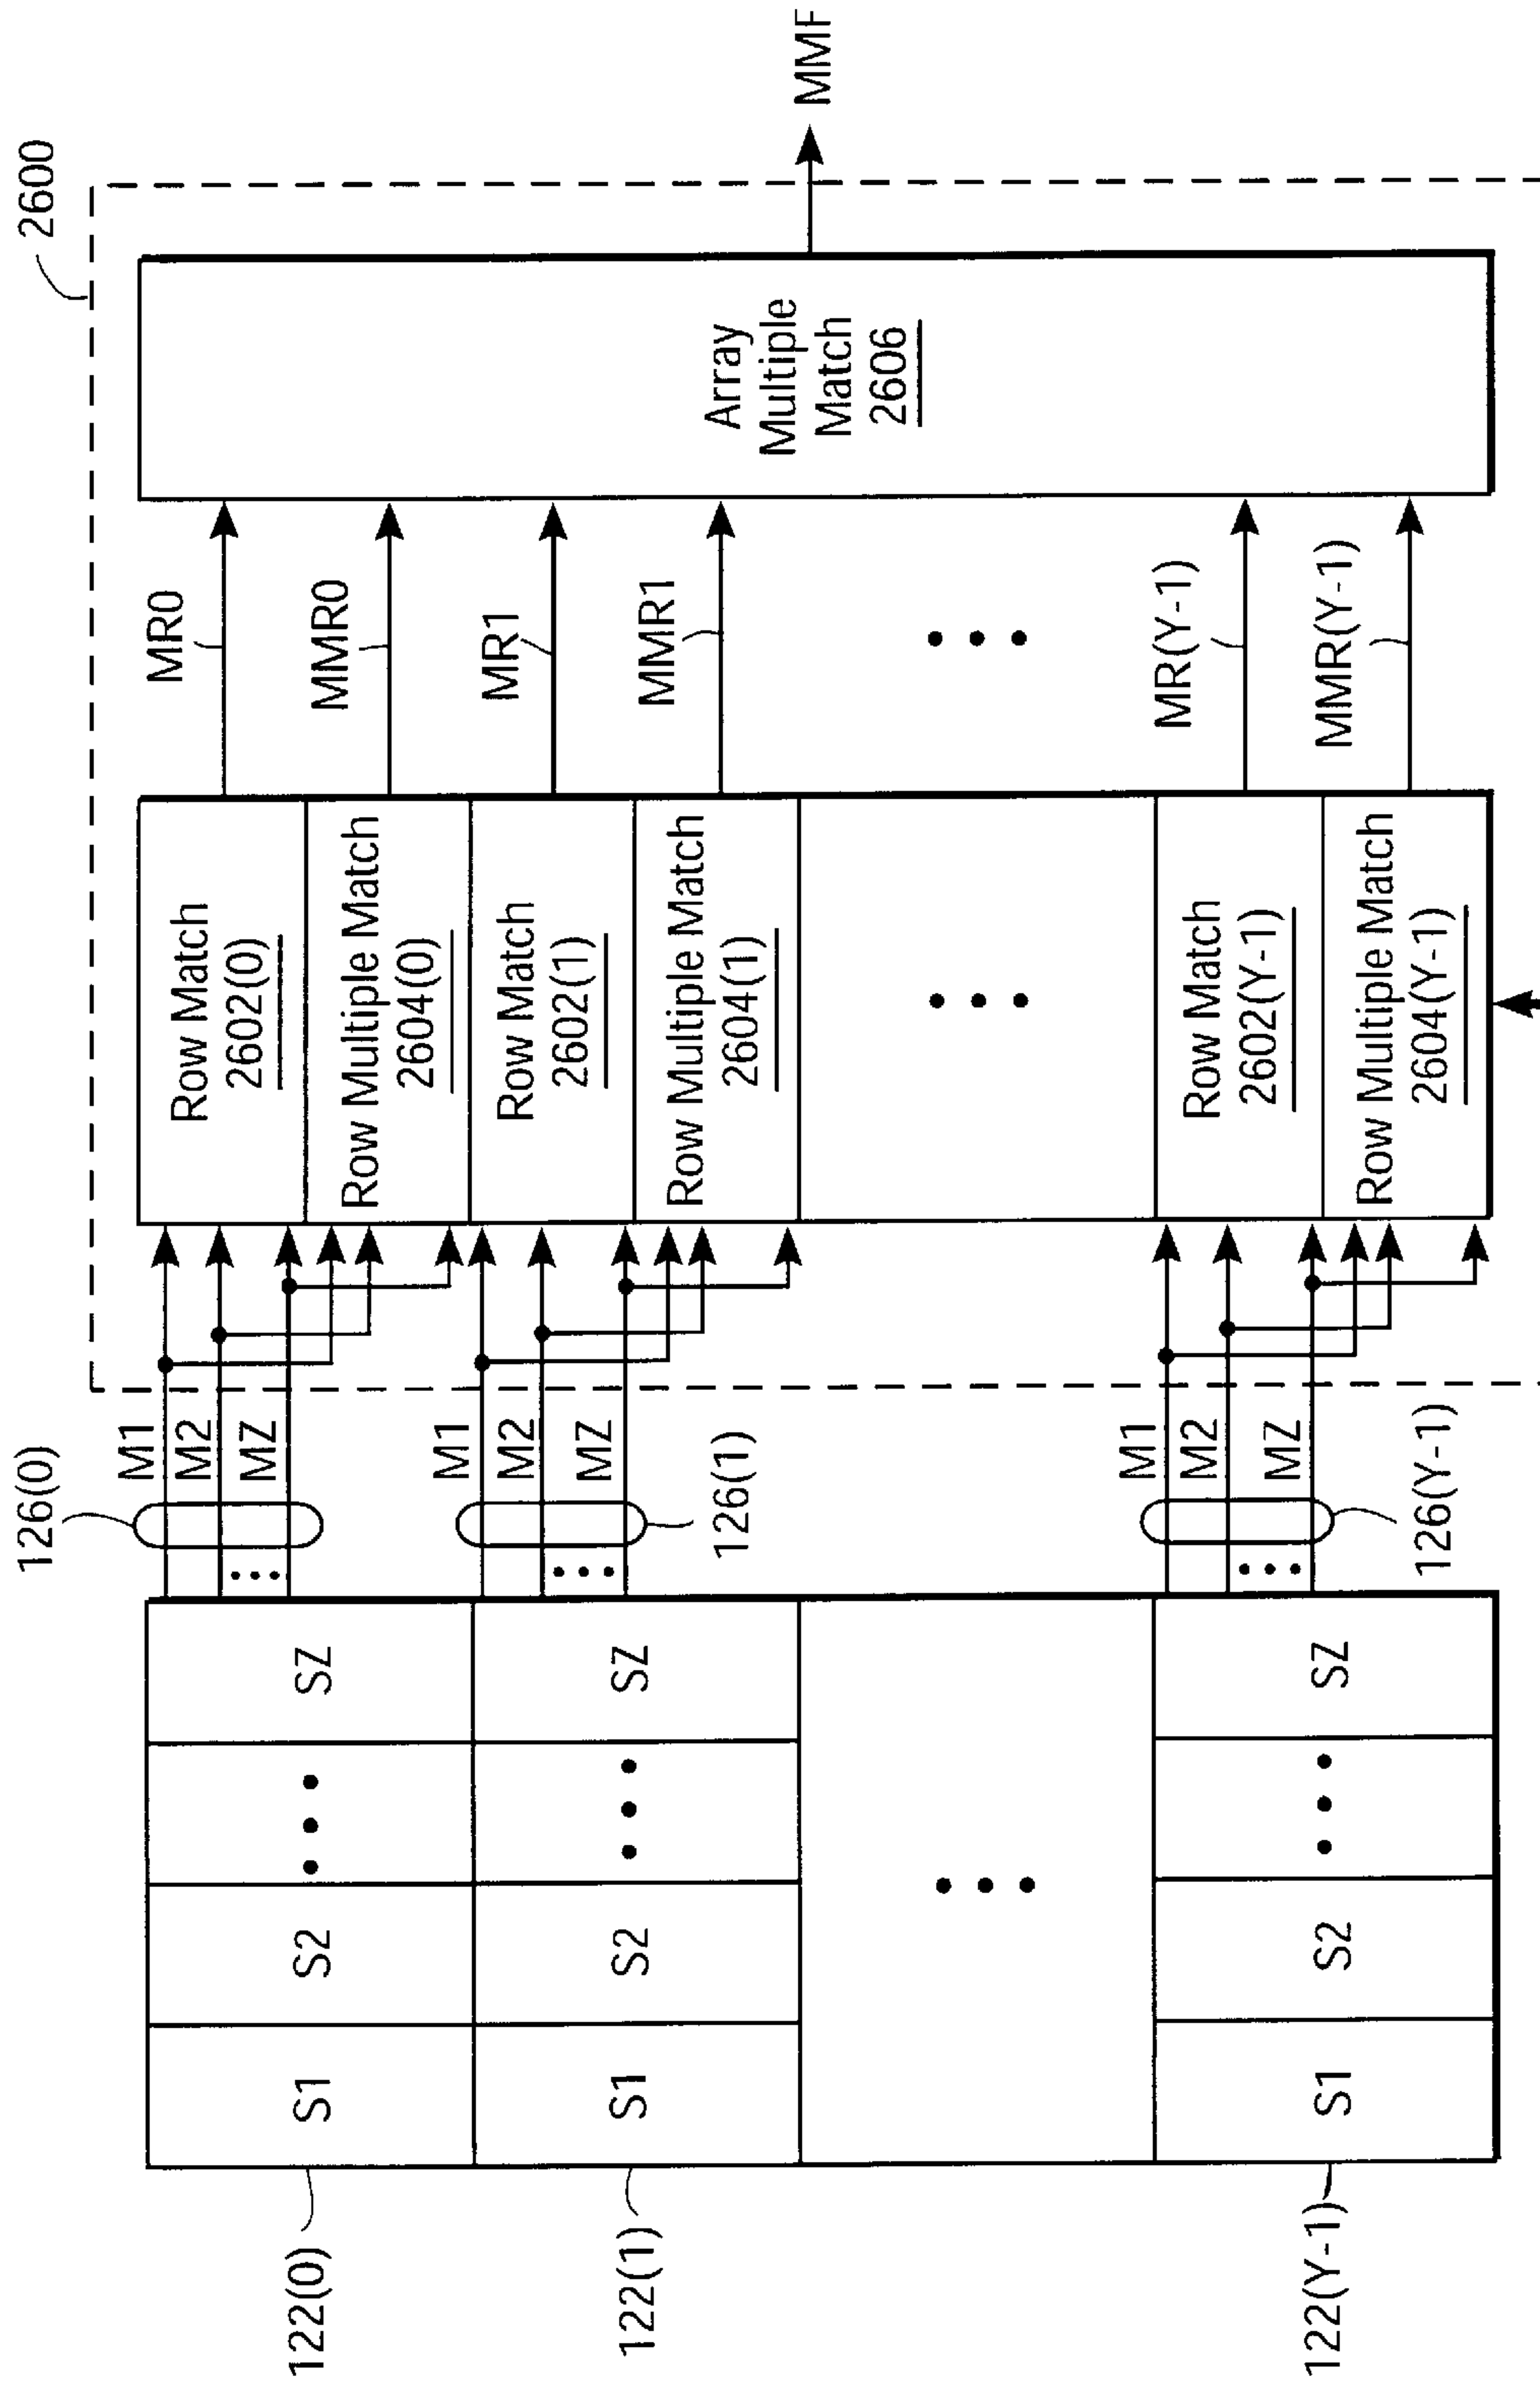 2600
MMF
Array
Multiple
Match
2606
MR0
MMR0
MR1
MMR1
MR(Y-1)
MMR(Y-1)
Row Match
2602(0)
Row Multiple Match
2604(0)
Row Match
2602(1)
Row Multiple Match
2604(1)
Row Match
2602(Y-1)
Row Multiple Match
2604(Y-1)
126(0)
M1
M2
MZ
M1
M2
MZ
126(1)
M1
M2
MZ
126(Y-1)
122(0)
S1
S2
SZ
122(1)
S1
S2
SZ
122(Y-1)
S1
S2
SZ